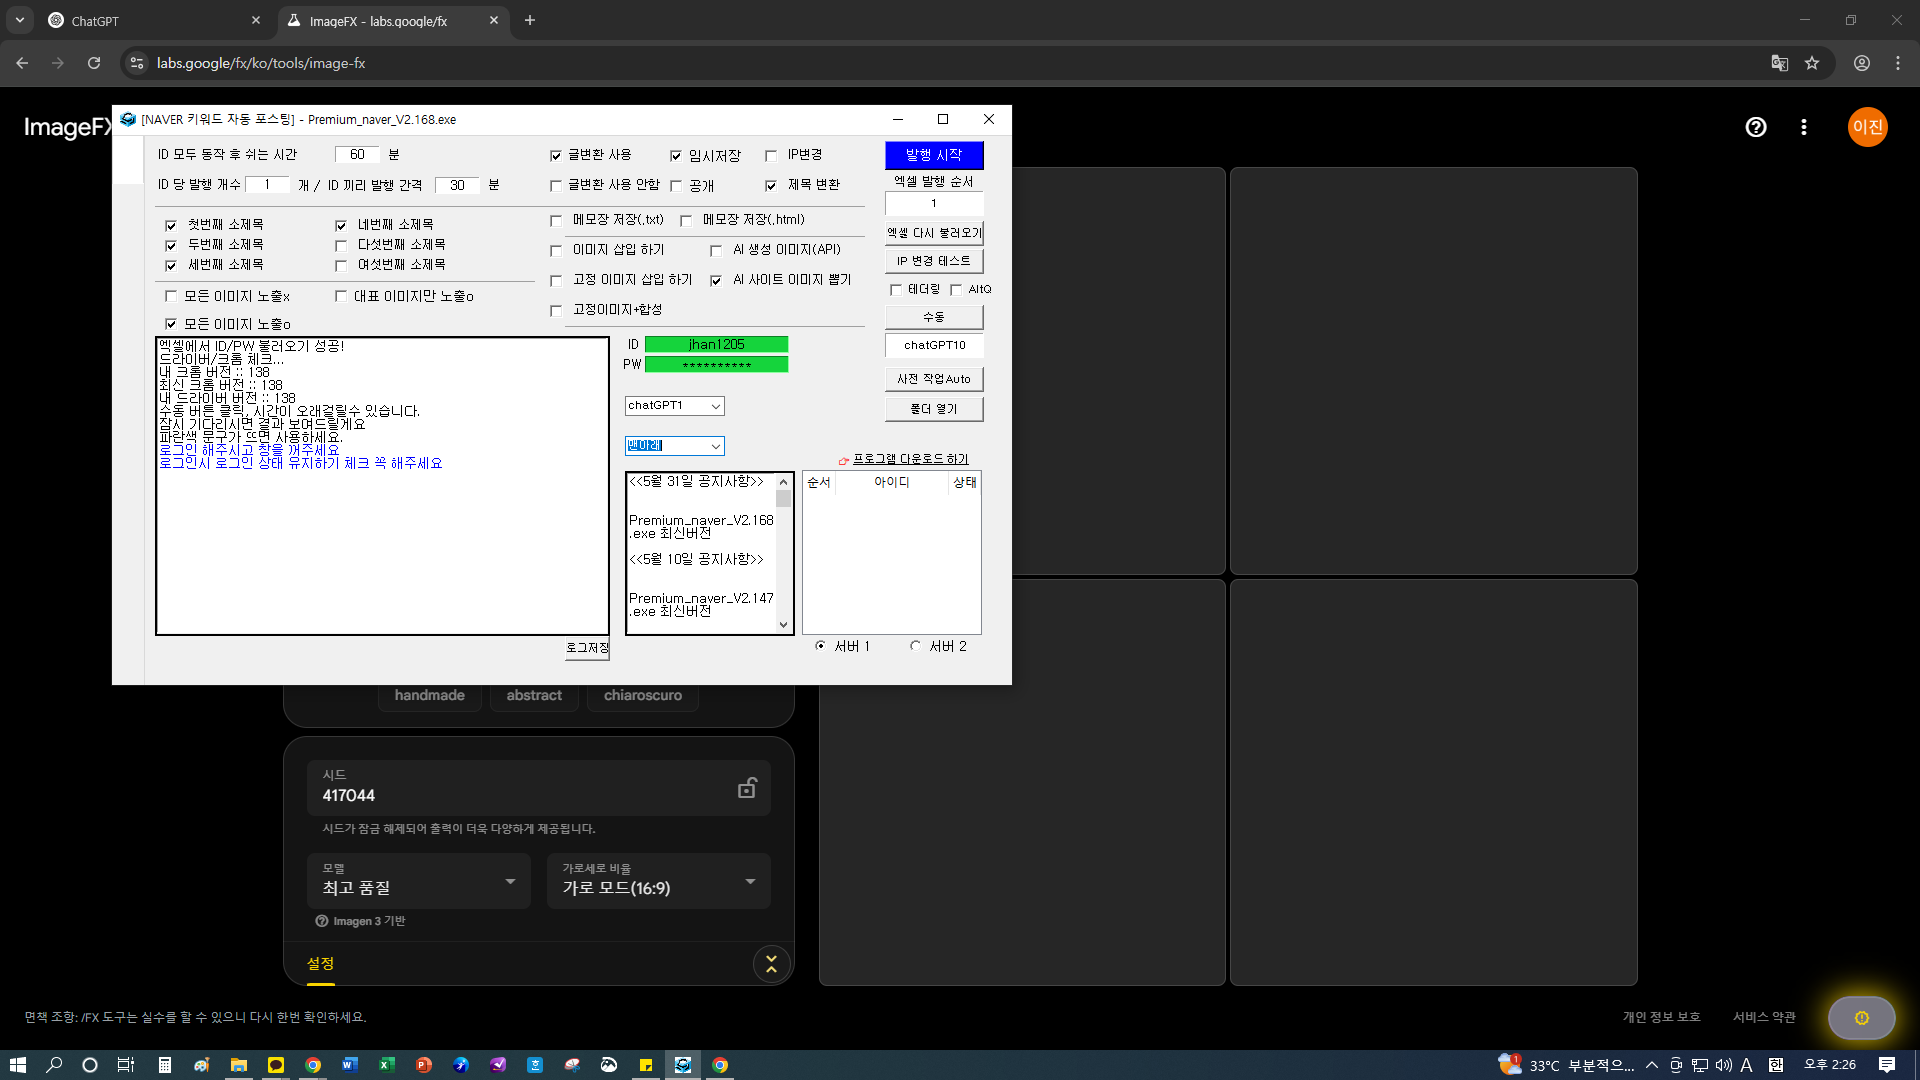 ChatGPT
ImageFX - labs.google/fx
labs.google/fx/ko/tools/image-fx
ImageFX
이진
[NAVER 키워드 자동 포스팅] - Premium_naver_V2.168.exe
ID 모두 동작 후 쉬는 시간 60 분
ID 당 발행 개수 1 개 / ID 끼리 발행 간격 30 분
글변환 사용 임시저장 IP변경
글변환 사용 안함 공개 제목 변환
발행 시작
엑셀 발행 순서
1
엑셀 다시 불러오기
IP 변경 테스트
테더링 AltQ
수동
chatGPT10
사전 작업Auto
폴더 열기
첫번째 소제목 네번째 소제목
두번째 소제목 다섯번째 소제목
세번째 소제목 여섯번째 소제목
모든 이미지 노출x 대표 이미지만 노출o
모든 이미지 노출o
메모장 저장(.txt) 메모장 저장(.html)
이미지 삽입 하기 AI 생성 이미지(API)
고정 이미지 삽입 하기 AI 사이트 이미지 뽑기
고정이미지+합성
엑셀에서 ID/PW 불러오기 성공!
드라이버/크롬 체크...
내 크롬 버전 :: 138
최신 크롬 버전 :: 138
내 드라이버 버전 :: 138
수동 버튼 클릭, 시간이 오래걸릴수 있습니다.
잠시 기다리시면 결과 보여드릴게요
파란색 문구가 뜨면 사용하세요.
로그인 해주시고 창을 꺼주세요
로그인시 로그인 상태 유지하기 체크 꼭 해주세요
로그저장
ID jhan1205
PW **********
chatGPT1
맨아래
프로그램 다운로드 하기
<<5월 31일 공지사항>>
Premium_naver_V2.168
.exe 최신버전
<<5월 10일 공지사항>>
Premium_naver_V2.147
.exe 최신버전
순서 아이디 상태
서버 1 서버 2
handmade abstract chiaroscuro
시드
417044
시드가 잠금 해제되어 출력이 더욱 다양하게 제공됩니다.
모델
최고 품질
가로세로 비율
가로 모드(16:9)
Imagen 3 기반
설정
면책 조항: /FX 도구는 실수를 할 수 있으니 다시 한번 확인하세요.
개인 정보 보호 서비스 약관
1
33°C 부분적으...
A 한
오후 2:26